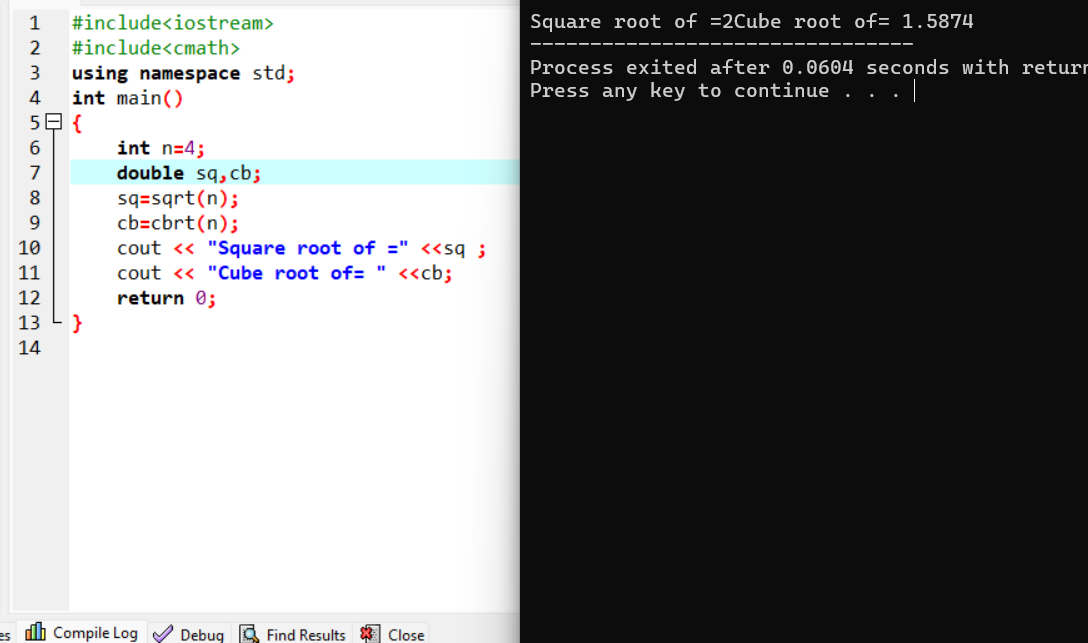 1 #include<iostream>
2 #include<cmath>
3 using namespace std;
4 int main()
5 {
6 int n=4;
7 double sq,cb;
8 sq=sqrt(n);
9 cb=cbrt(n);
10 cout << "Square root of =" <<sq ;
11 cout << "Cube root of= " <<cb;
12 return 0;
13 }
14
Square root of =2Cube root of= 1.5874
--------------------------------
Process exited after 0.0604 seconds with return
Press any key to continue . . .
es Compile Log Debug Find Results Close